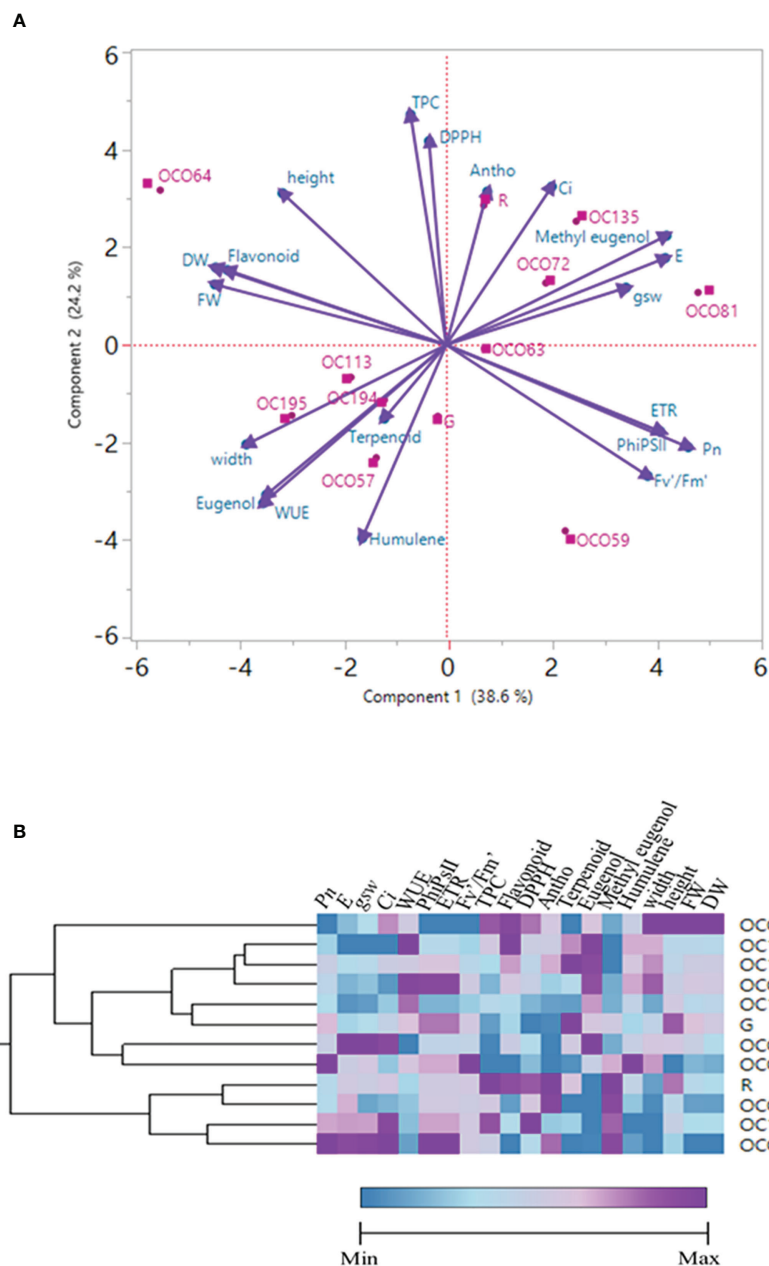 A
6
4
2
0
-2
-4
-6
-6
-4
-2
0
2
4
6
Component 2 (24.2 %)
Component 1 (38.6 %)
TPC
DPPH
OCO64
height
Antho
R
Ci
OC135
Methyl eugenol
E
DW
Flavonoid
OCO72
gsw
FW
OCO81
OCO63
OC113
OC194
OC195
G
Terpenoid
ETR
PhiPSII
Pn
width
OCO57
Fv'/Fm'
Eugenol
WUE
Humulene
OCO59
B
Pn
E
gsw
Ci
WUE
PhiPsII
ETR
Fv'/Fm'
TPC
Flavonoid
DPPH
Antho
Terpenoid
Eugenol
Methyl eugenol
Humulene
width
height
FW
DW
G
R
Min
Max